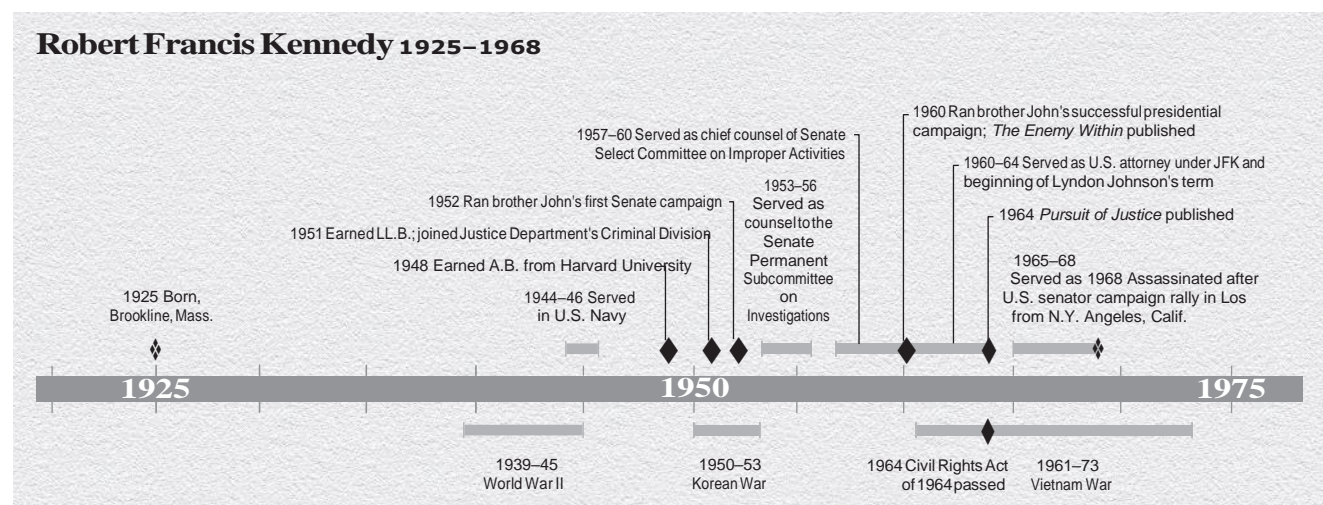 Robert Francis Kennedy 1925–1968
1960 Ran brother John's successful presidential
campaign; The Enemy Within published
1957–60 Served as chief counsel of Senate
Select Committee on Improper Activities
1960–64 Served as U.S. attorney under JFK and
beginning of Lyndon Johnson's term
1953–56
Served as
counsel to the
Senate
Permanent
Subcommittee
on
Investigations
1952 Ran brother John's first Senate campaign
1964 Pursuit of Justice published
1951 Earned LL.B.; joined Justice Department's Criminal Division
1948 Earned A.B. from Harvard University
1965–68
Served as 1968 Assassinated after
U.S. senator campaign rally in Los
from N.Y. Angeles, Calif.
1944–46 Served
in U.S. Navy
1925 Born,
Brookline, Mass.
1925
1950
1975
1939–45
World War II
1950–53
Korean War
1964 Civil Rights Act
of 1964 passed
1961–73
Vietnam War